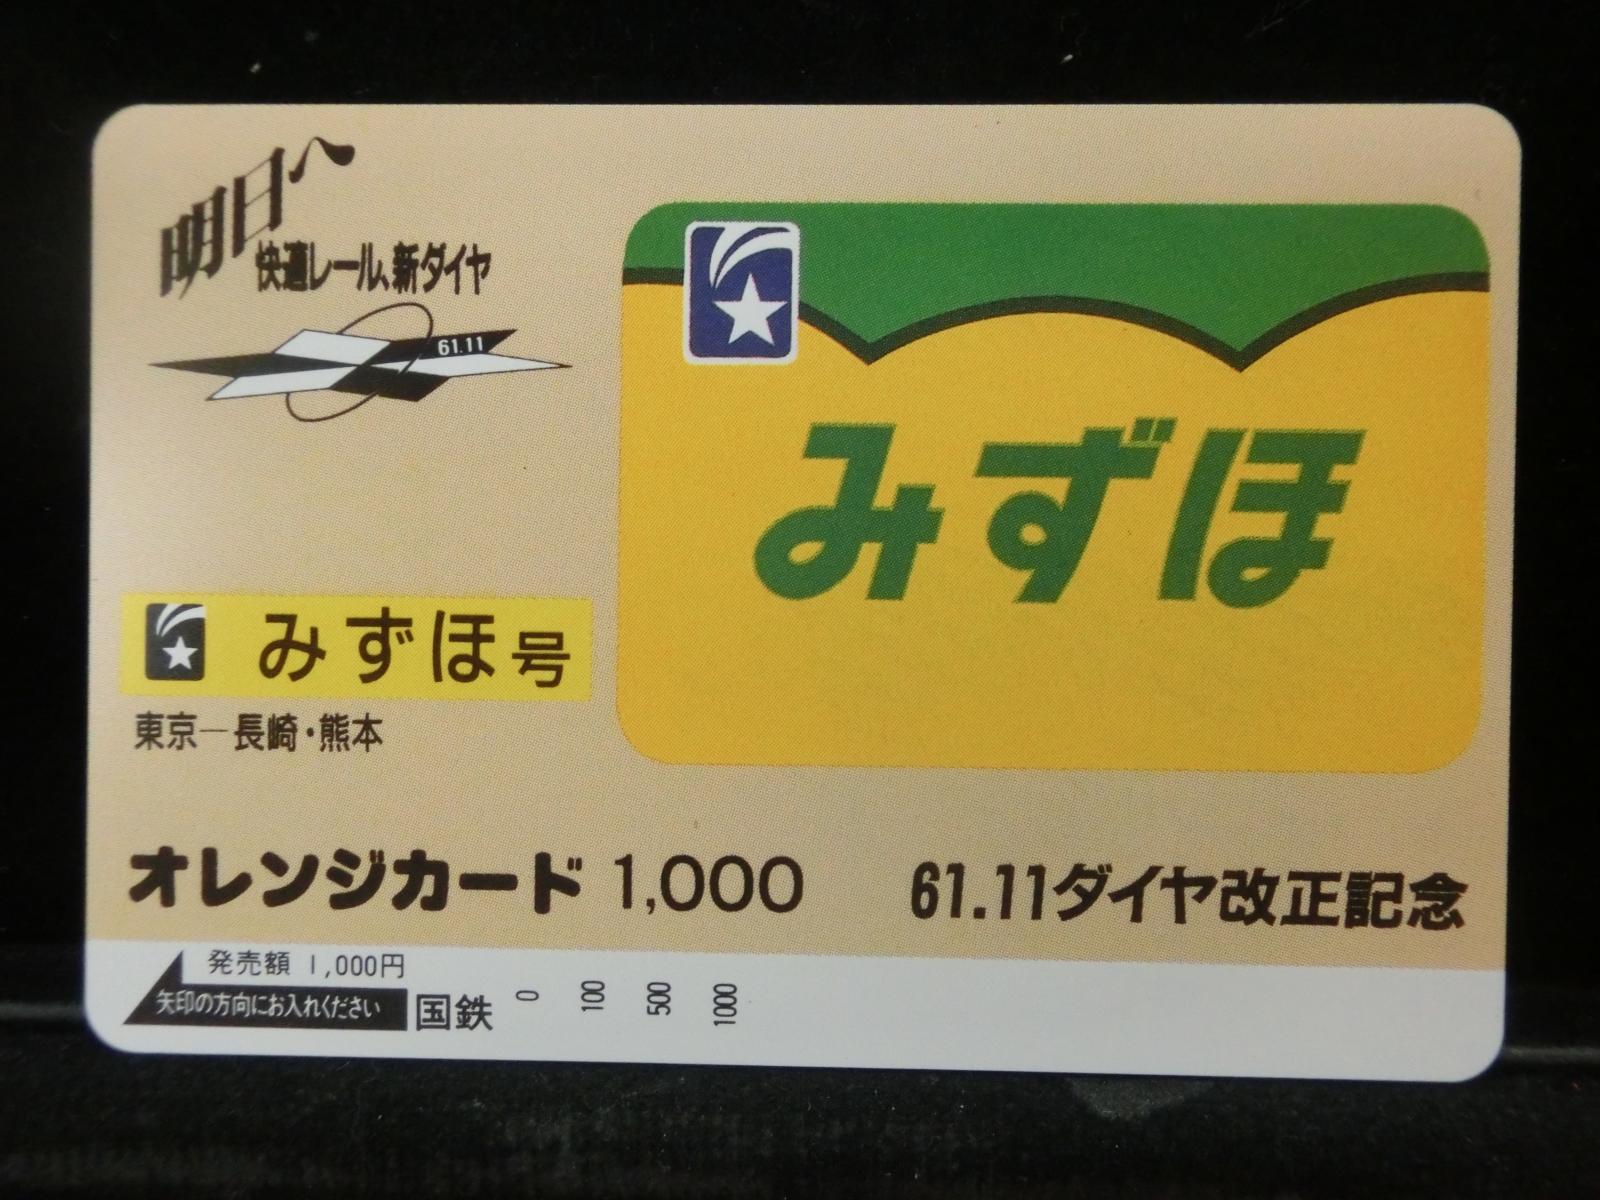 明日へ
快適レール、新ダイヤ
61.11
みずほ
みずほ号
東京―長崎・熊本
オレンジカード 1,000
61.11ダイヤ改正記念
発売額 1,000円
矢印の方向にお入れください
国鉄 0 100 500 1000